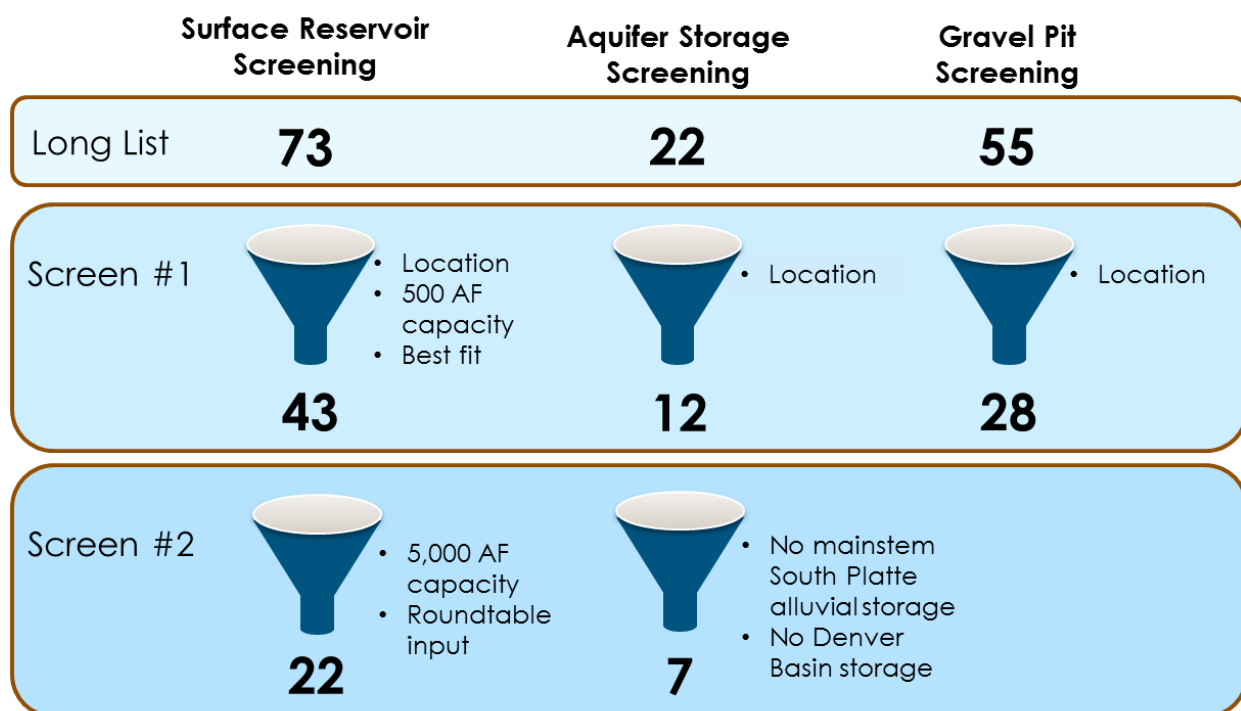 Surface Reservoir
Screening
Aquifer Storage
Screening
Gravel Pit
Screening
Long List
73
22
55
Screen #1
• Location
• 500 AF
capacity
• Best fit
43
• Location
12
• Location
28
Screen #2
• 5,000 AF
capacity
• Roundtable
input
22
• No mainstem
South Platte
alluvial storage
• No Denver
Basin storage
7